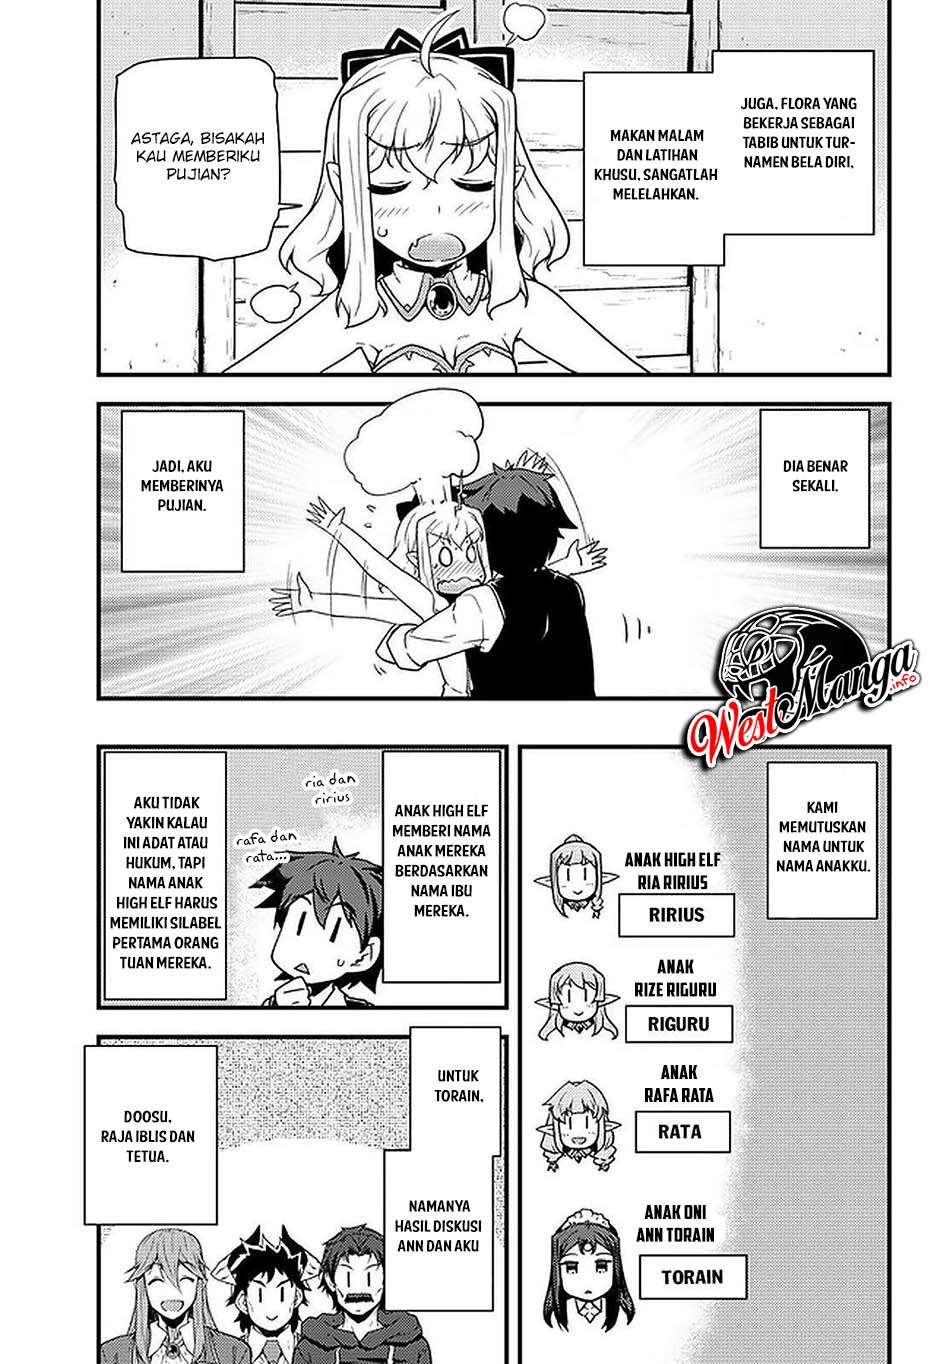 JUGA, FLORA YANG
BEKERJA SEBAGAI
TABIB UNTUK TUR-
NAMEN BELA DIRI,
MAKAN MALAM
DAN LATIHAN
KHUSU, SANGATLAH
MELELAHKAN.
ASTAGA, BISAKAH
KAU MEMBERIKU
PUJIAN?
DIA BENAR
SEKALI.
JADI, AKU
MEMBERINYA
PUJIAN.
WestManga
.info
KAMI
MEMUTUSKAN
NAMA UNTUK
NAMA ANAKKU.
ANAK HIGH ELF
RIA RIRIUS
RIRIUS
ANAK
RIZE RIGURU
RIGURU
ANAK
RAFA RATA
RATA
ANAK ONI
ANN TORAIN
TORAIN
ANAK HIGH ELF
MEMBERI NAMA
ANAK MEREKA
BERDASARKAN
NAMA IBU
MEREKA.
ria dan
ririus
rafa dan
rata...
AKU TIDAK
YAKIN KALAU
INI ADAT ATAU
HUKUM, TAPI
NAMA ANAK
HIGH ELF HARUS
MEMILIKI SILABEL
PERTAMA ORANG
TUAN MEREKA.
UNTUK
TORAIN,
NAMANYA
HASIL DISKUSI
ANN DAN AKU
DOOSU,
RAJA IBLIS DAN
TETUA.